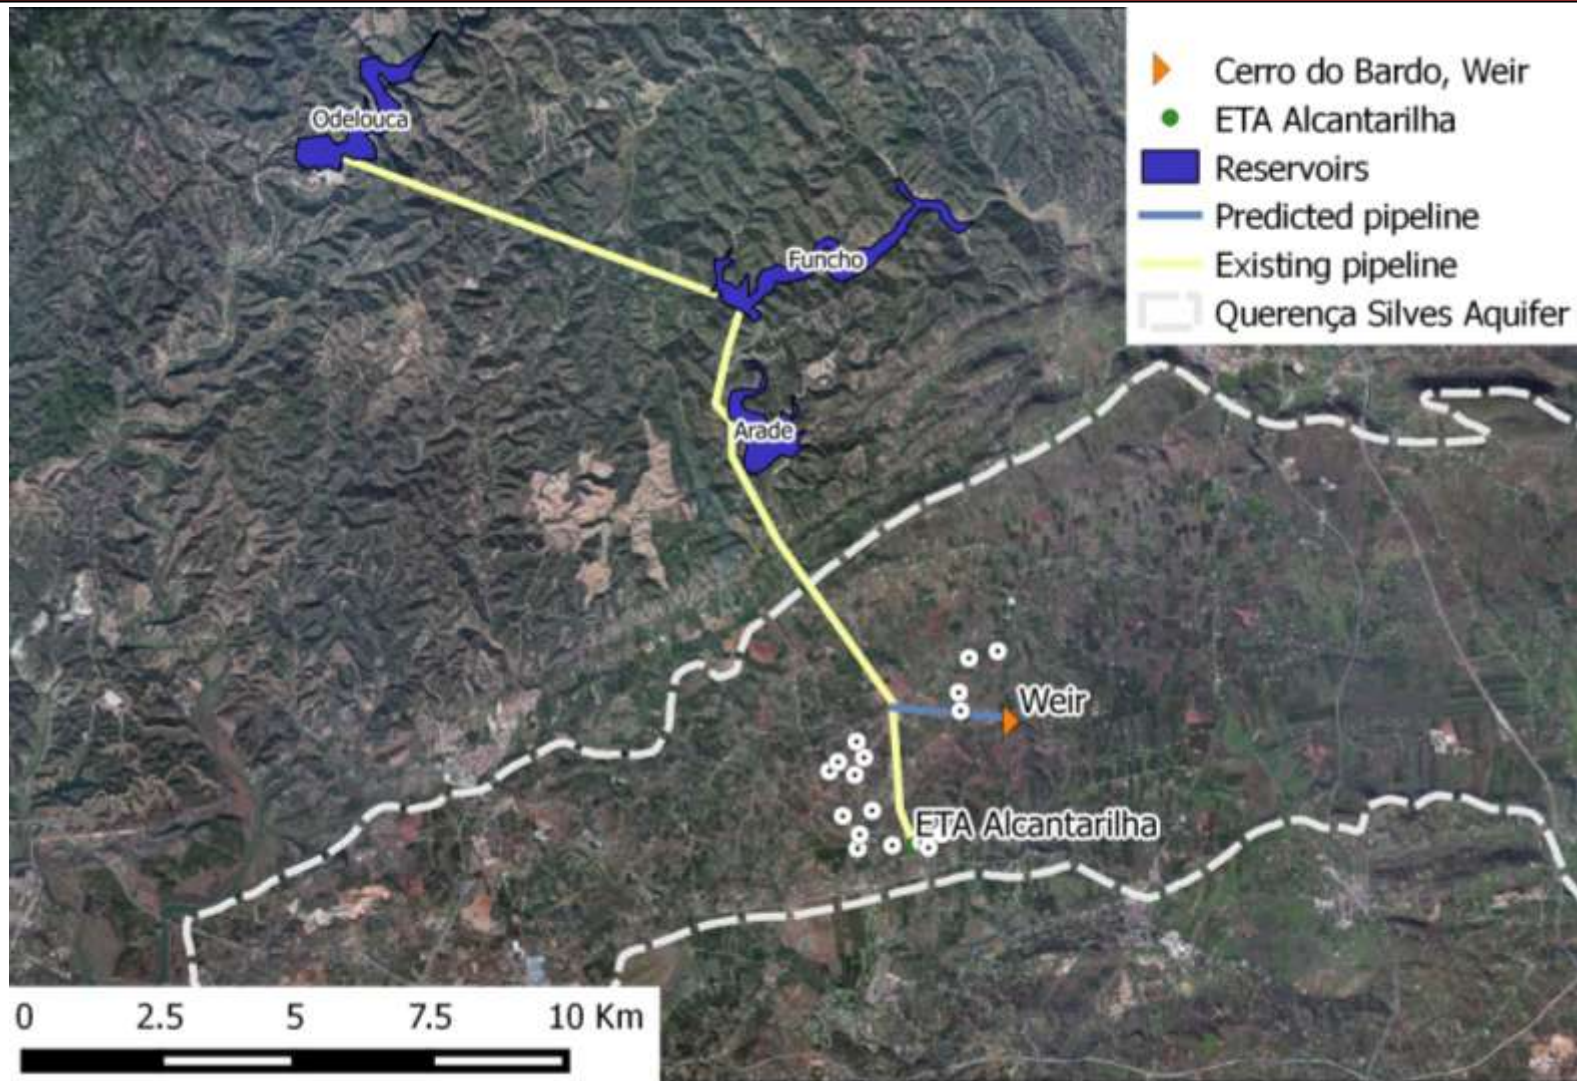 Cerro do Bardo, Weir
ETA Alcantarilha
Reservoirs
Predicted pipeline
Existing pipeline
Querença Silves Aquifer
Odelouca
Funcho
Arade
Weir
ETA Alcantarilha
0 2.5 5 7.5 10 Km